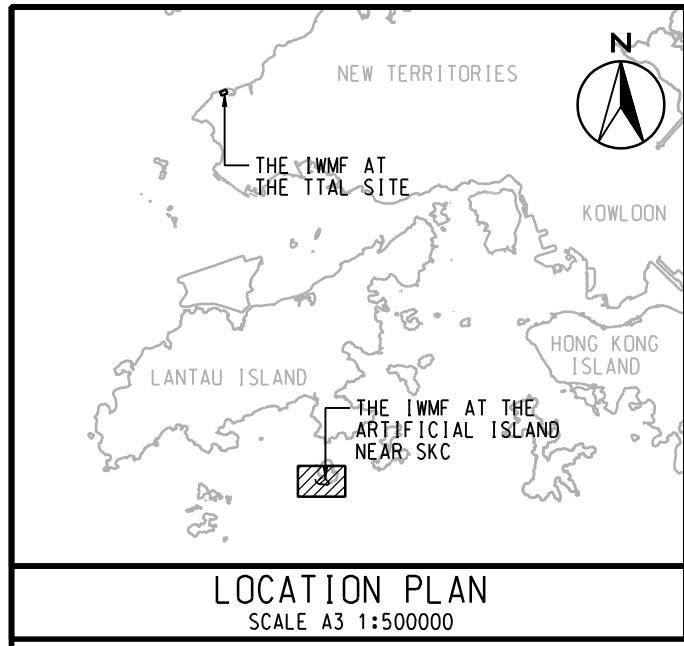 N
NEW TERRITORIES
THE IWMF AT
THE TTAL SITE
KOWLOON
HONG KONG
ISLAND
LANTAU ISLAND
THE IWMF AT THE
ARTIFICIAL ISLAND
NEAR SKC
LOCATION PLAN
SCALE A3 1:500000